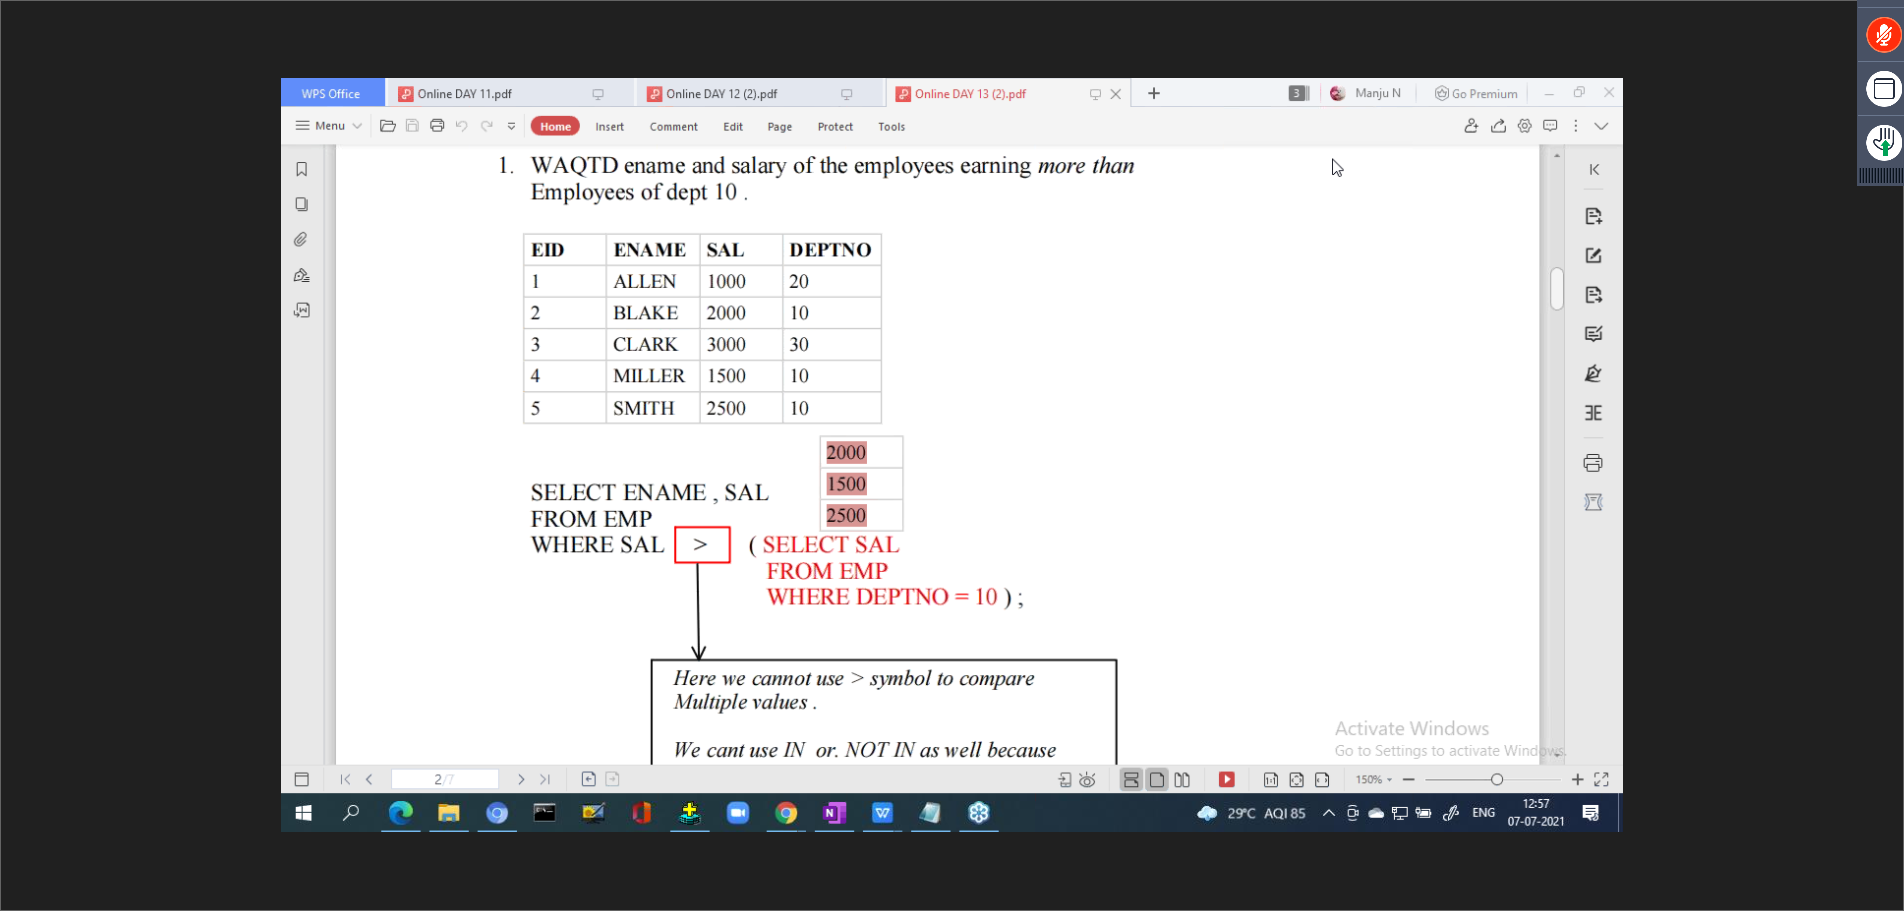 WPS Office
Online DAY 11.pdf
Online DAY 12 (2).pdf
Online DAY 13 (2).pdf
3
Manju N
Go Premium
Menu
Home
Insert
Comment
Edit
Page
Protect
Tools
1. WAQTD ename and salary of the employees earning more than
Employees of dept 10 .
EID ENAME SAL DEPTNO
1 ALLEN 1000 20
2 BLAKE 2000 10
3 CLARK 3000 30
4 MILLER 1500 10
5 SMITH 2500 10
2000
1500
2500
SELECT ENAME , SAL
FROM EMP
WHERE SAL > ( SELECT SAL
FROM EMP
WHERE DEPTNO = 10 ) ;
Here we cannot use > symbol to compare
Multiple values .
We cant use IN or. NOT IN as well because
Activate Windows
Go to Settings to activate Windows.
2/7
150%
29°C AQI 85
ENG
12:57
07-07-2021